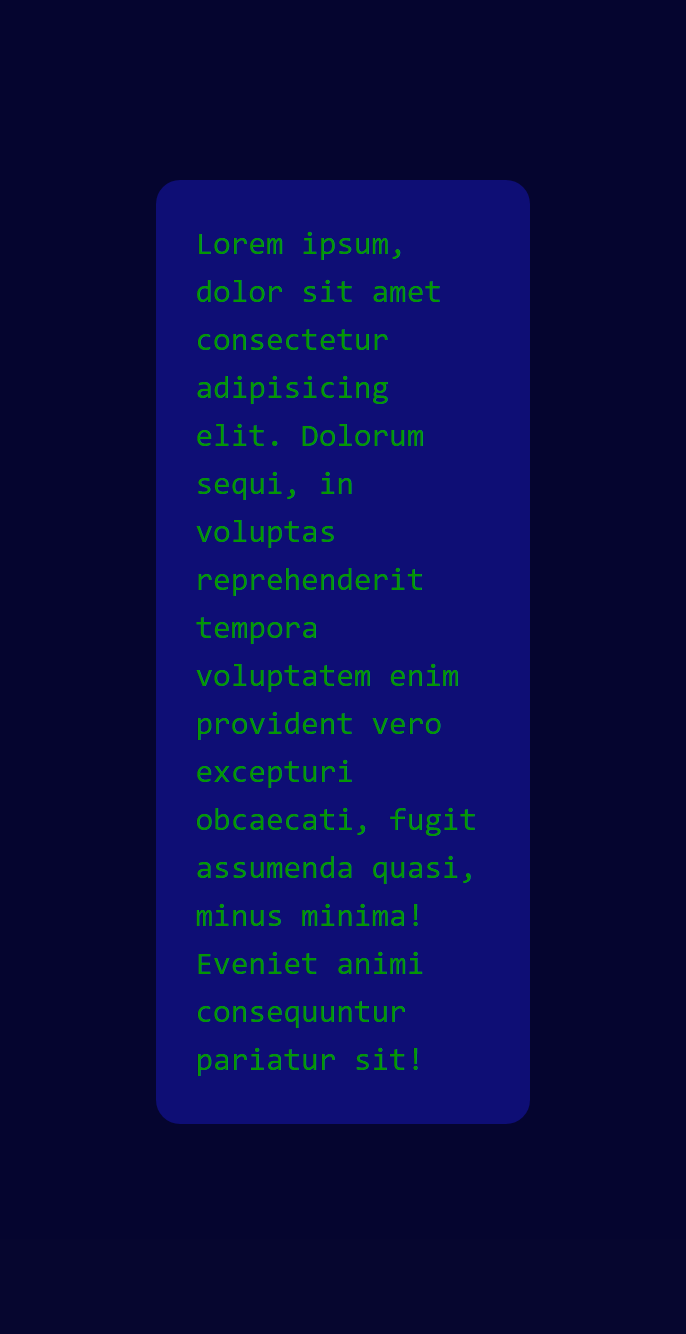 Lorem ipsum,
dolor sit amet
consectetur
adipisicing
elit. Dolorum
sequi, in
voluptas
reprehenderit
tempora
voluptatem enim
provident vero
excepturi
obcaecati, fugit
assumenda quasi,
minus minima!
Eveniet animi
consequuntur
pariatur sit!